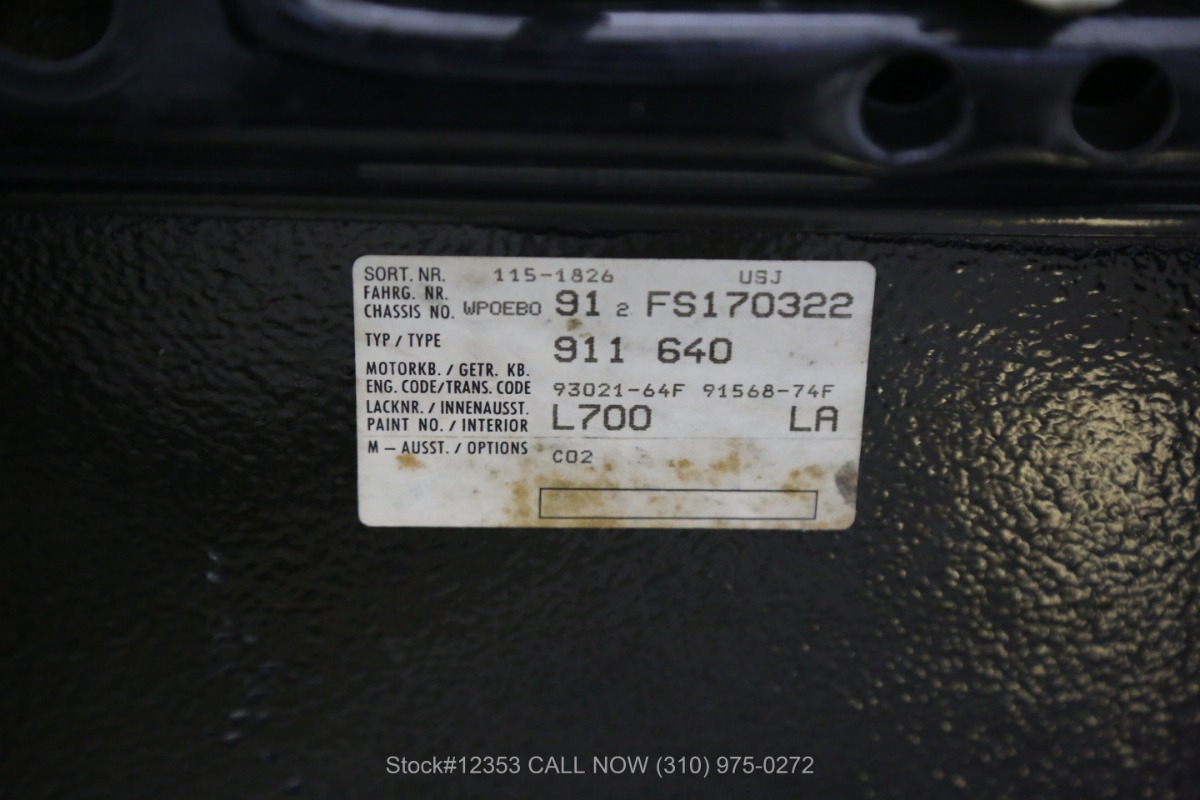 SORT. NR. 115-1826 USJ
FAHRG. NR.
CHASSIS NO. WP0EB0 91 2 FS170322
TYP / TYPE 911 640
MOTORKB. / GETR. KB.
ENG. CODE/TRANS. CODE 93021-64F 91568-74F
LACKNR. / INNENAUSST.
PAINT NO. / INTERIOR L700 LA
M – AUSST. / OPTIONS C02
Stock#12353 CALL NOW (310) 975-0272